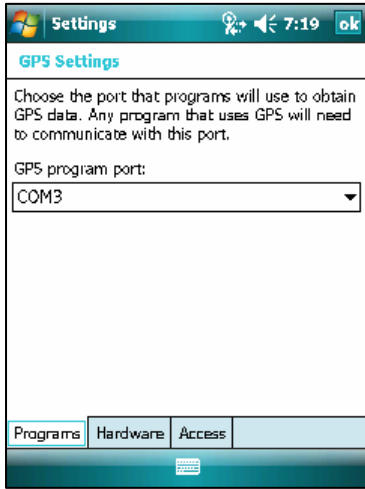 Settings 7:19 ok
GPS Settings
Choose the port that programs will use to obtain
GPS data. Any program that uses GPS will need
to communicate with this port.
GPS program port:
COM3
Programs Hardware Access